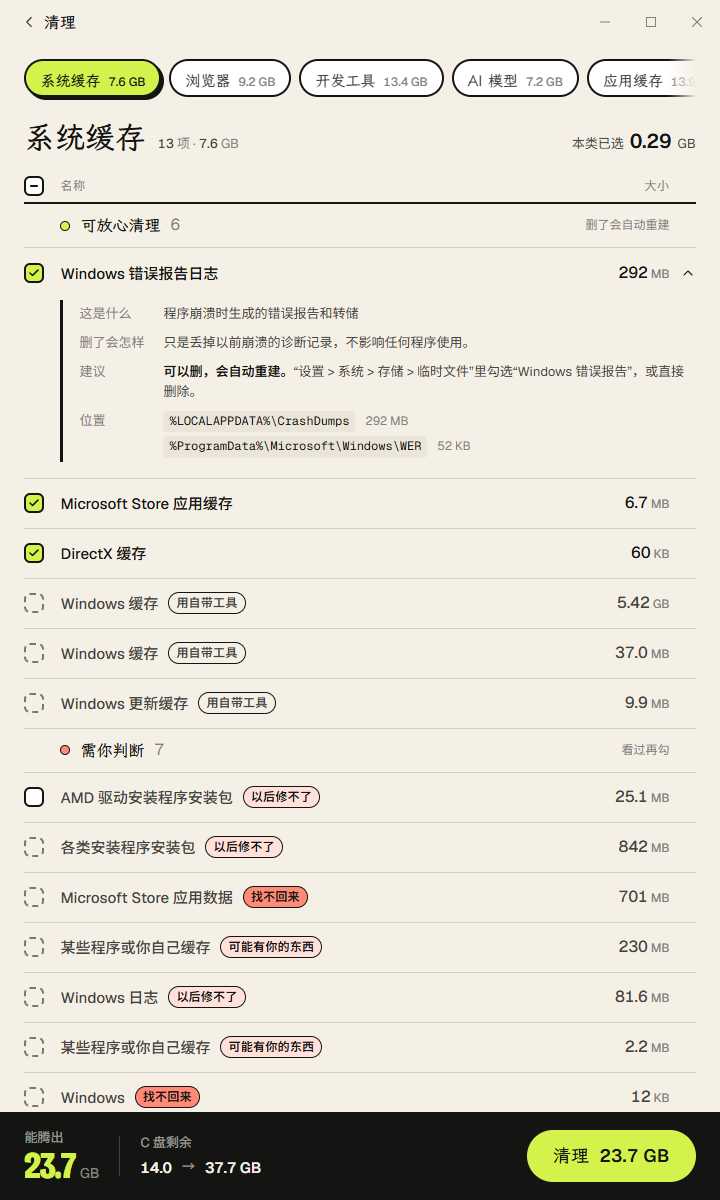 清理
系统缓存 7.6 GB 浏览器 9.2 GB 开发工具 13.4 GB AI 模型 7.2 GB 应用缓存 13.9
系统缓存 13 项 · 7.6 GB 本类已选 0.29 GB
名称 大小
可放心清理 6 删了会自动重建
Windows 错误报告日志 292 MB
这是什么 程序崩溃时生成的错误报告和转储
删了会怎样 只是丢掉以前崩溃的诊断记录，不影响任何程序使用。
建议 可以删，会自动重建。“设置 > 系统 > 存储 > 临时文件”里勾选“Windows 错误报告”，或直接
删除。
位置 %LOCALAPPDATA%\CrashDumps 292 MB
%ProgramData%\Microsoft\Windows\WER 52 KB
Microsoft Store 应用缓存 6.7 MB
DirectX 缓存 60 KB
Windows 缓存 用自带工具 5.42 GB
Windows 缓存 用自带工具 37.0 MB
Windows 更新缓存 用自带工具 9.9 MB
需你判断 7 看过再勾
AMD 驱动安装程序安装包 以后修不了 25.1 MB
各类安装程序安装包 以后修不了 842 MB
Microsoft Store 应用数据 找不回来 701 MB
某些程序或你自己缓存 可能有你的东西 230 MB
Windows 日志 以后修不了 81.6 MB
某些程序或你自己缓存 可能有你的东西 2.2 MB
Windows 找不回来 12 KB
能腾出 C 盘剩余
23.7 GB 14.0 → 37.7 GB 清理 23.7 GB